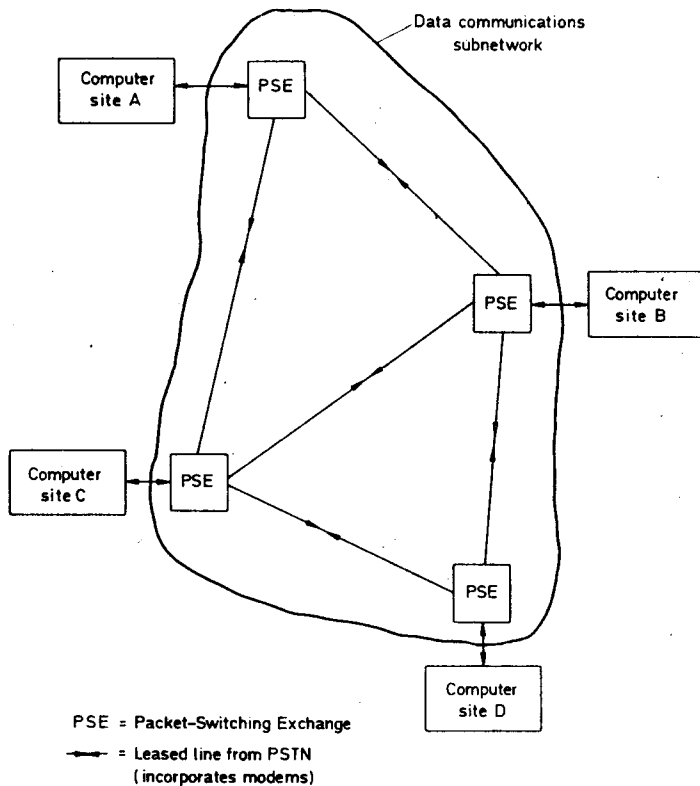 Data communications
subnetwork
Computer
site A
PSE
PSE
Computer
site B
Computer
site C
PSE
PSE
Computer
site D
PSE = Packet-Switching Exchange
= Leased line from PSTN
(incorporates modems)